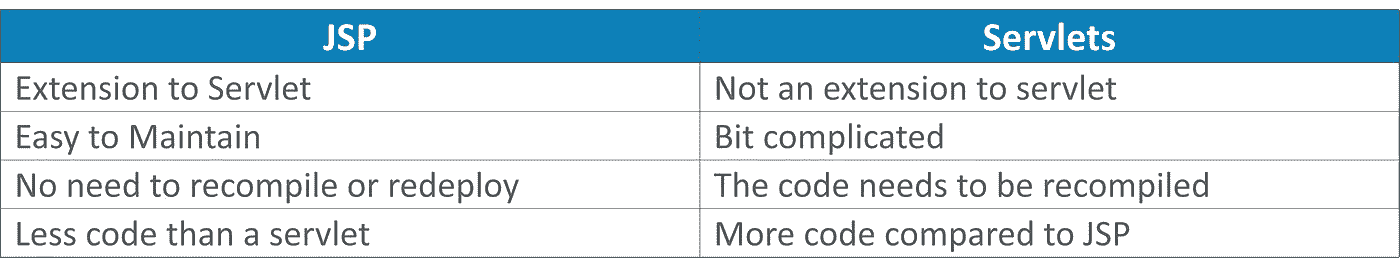 JSP Servlets
Extension to Servlet Not an extension to servlet
Easy to Maintain Bit complicated
No need to recompile or redeploy The code needs to be recompiled
Less code than a servlet More code compared to JSP